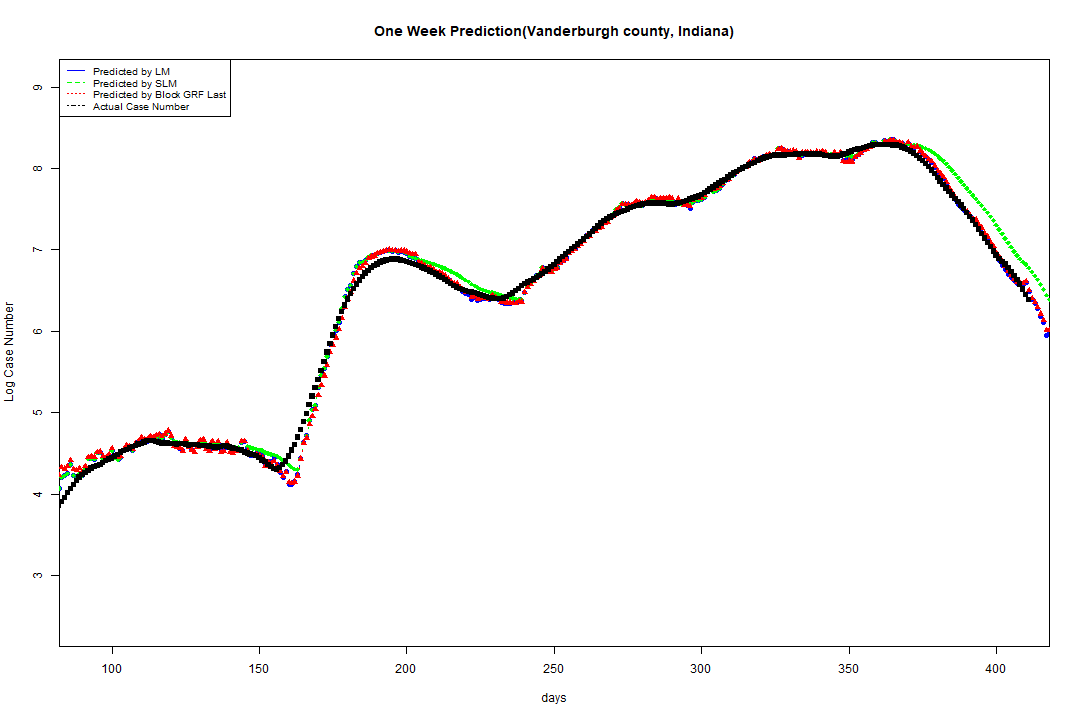 One Week Prediction(Vanderburgh county, Indiana)
Predicted by LM
Predicted by SLM
Predicted by Block GRF Last
Actual Case Number
9
8
7
6
5
4
3
Log Case Number
100 150 200 250 300 350 400
days